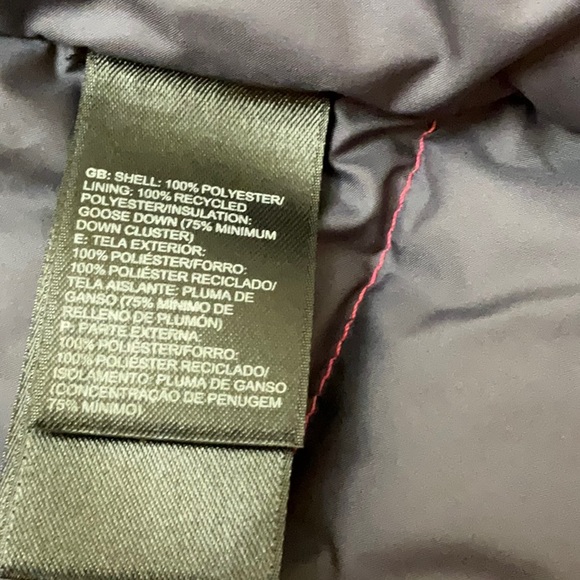 GB: SHELL: 100% POLYESTER/
LINING: 100% RECYCLED
POLYESTER/INSULATION:
GOOSE DOWN (75% MINIMUM
DOWN CLUSTER)
E: TELA EXTERIOR:
100% POLIÉSTER/FORRO:
100% POLIÉSTER RECICLADO/
TELA AISLANTE: PLUMA DE
GANSO (75% MÍNIMO DE
RELLENO DE PLUMÓN)
P: PARTE EXTERNA:
100% POLIÉSTER/FORRO:
100% POLIÉSTER RECICLADO/
ISOLAMENTO: PLUMA DE GANSO
(CONCENTRAÇÃO DE PENUGEM
75% MÍNIMO)